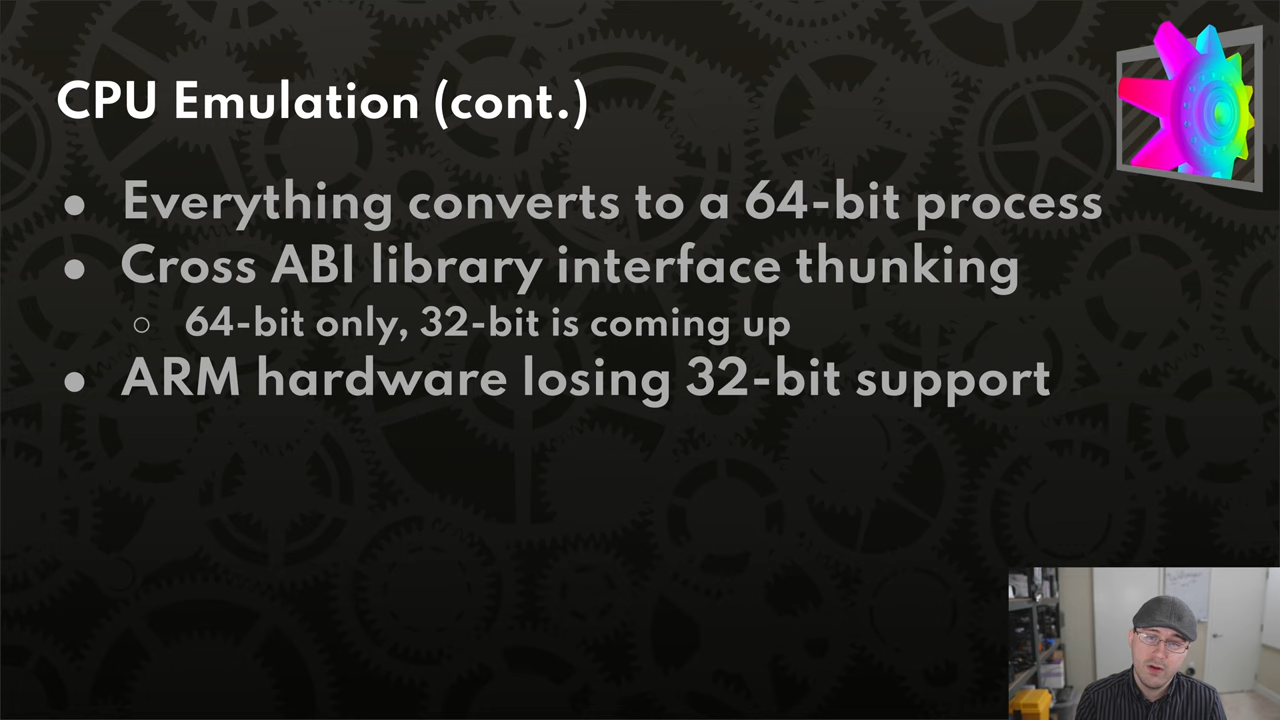 CPU Emulation (cont.)
● Everything converts to a 64-bit process
● Cross ABI library interface thunking
○ 64-bit only, 32-bit is coming up
● ARM hardware losing 32-bit support